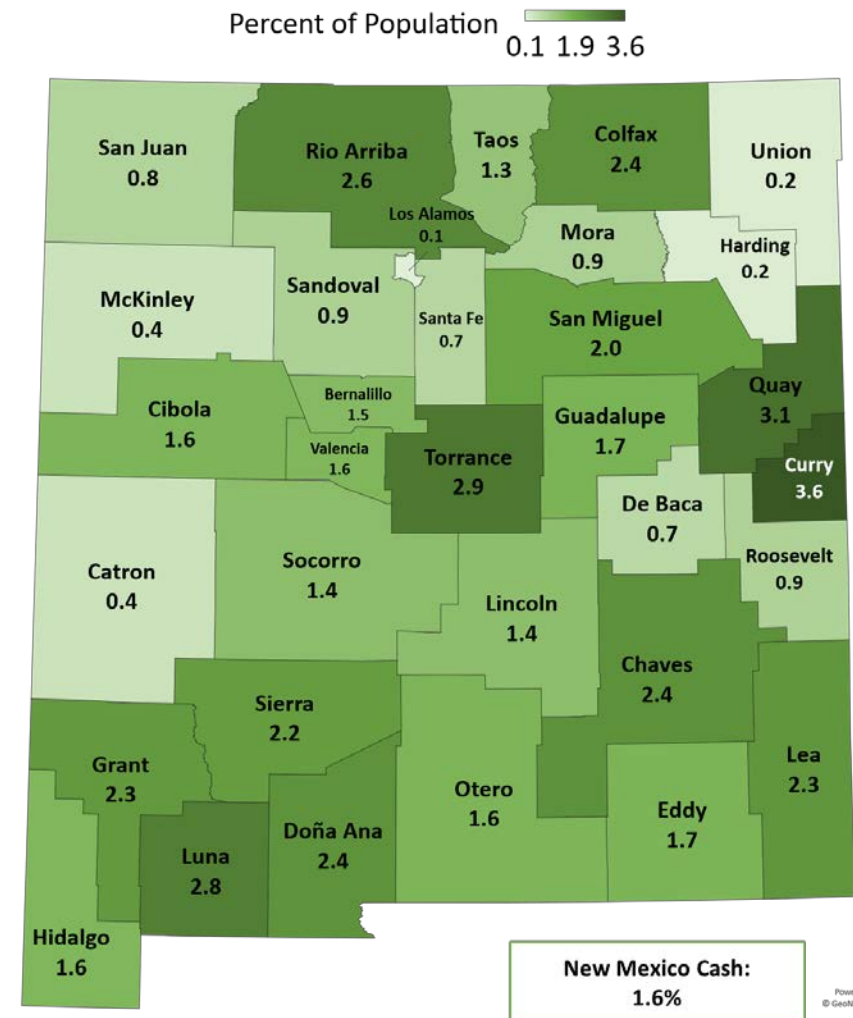 Percent of Population
0.1 1.9 3.6
San Juan
0.8
Rio Arriba
2.6
Taos
1.3
Colfax
2.4
Union
0.2
Los Alamos
0.1
Mora
0.9
Harding
0.2
McKinley
0.4
Sandoval
0.9
Santa Fe
0.7
San Miguel
2.0
Quay
3.1
Cibola
1.6
Bernalillo
1.5
Valencia
1.6
Torrance
2.9
Guadalupe
1.7
Curry
3.6
De Baca
0.7
Roosevelt
0.9
Catron
0.4
Socorro
1.4
Lincoln
1.4
Chaves
2.4
Sierra
2.2
Grant
2.3
Lea
2.3
Otero
1.6
Eddy
1.7
Luna
2.8
Doña Ana
2.4
Hidalgo
1.6
New Mexico Cash:
1.6%